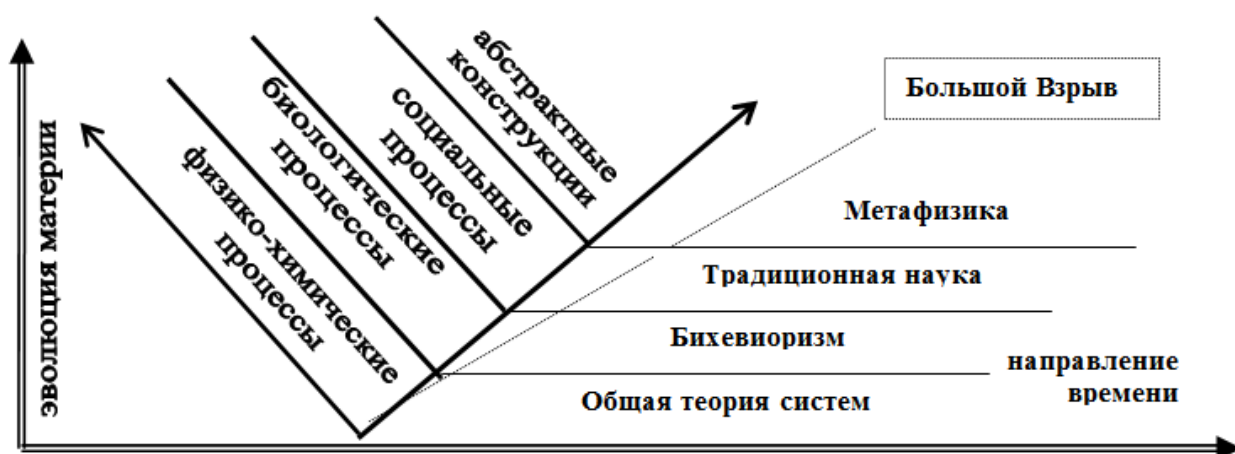 эволюция материи
физико-химические
процессы
биологические
процессы
социальные
процессы
абстрактные
конструкции
Большой Взрыв
Метафизика
Традиционная наука
Бихевиоризм
Общая теория систем
направление
времени